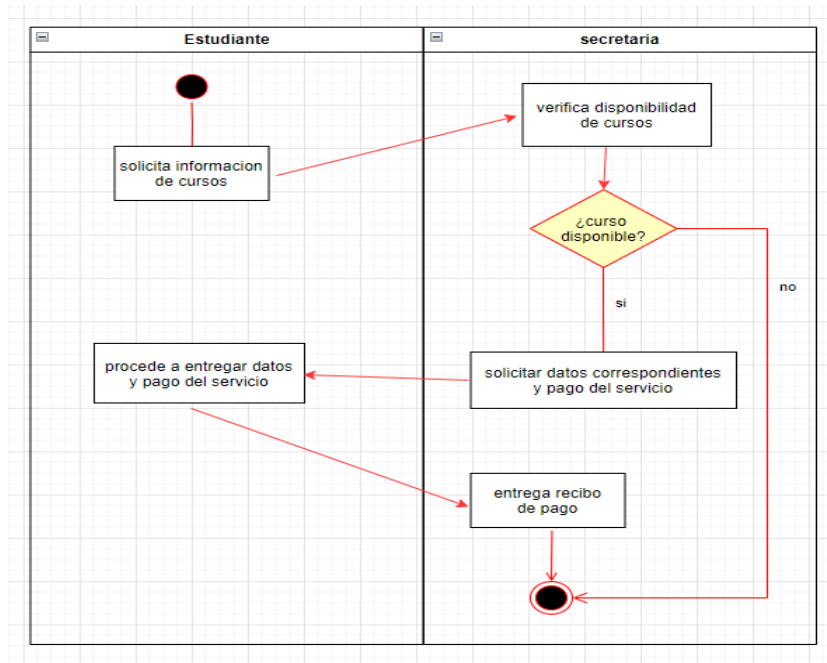 Estudiante
secretaria
verifica disponibilidad
de cursos
solicita informacion
de cursos
¿curso
disponible?
no
si
procede a entregar datos
y pago del servicio
solicitar datos correspondientes
y pago del servicio
entrega recibo
de pago